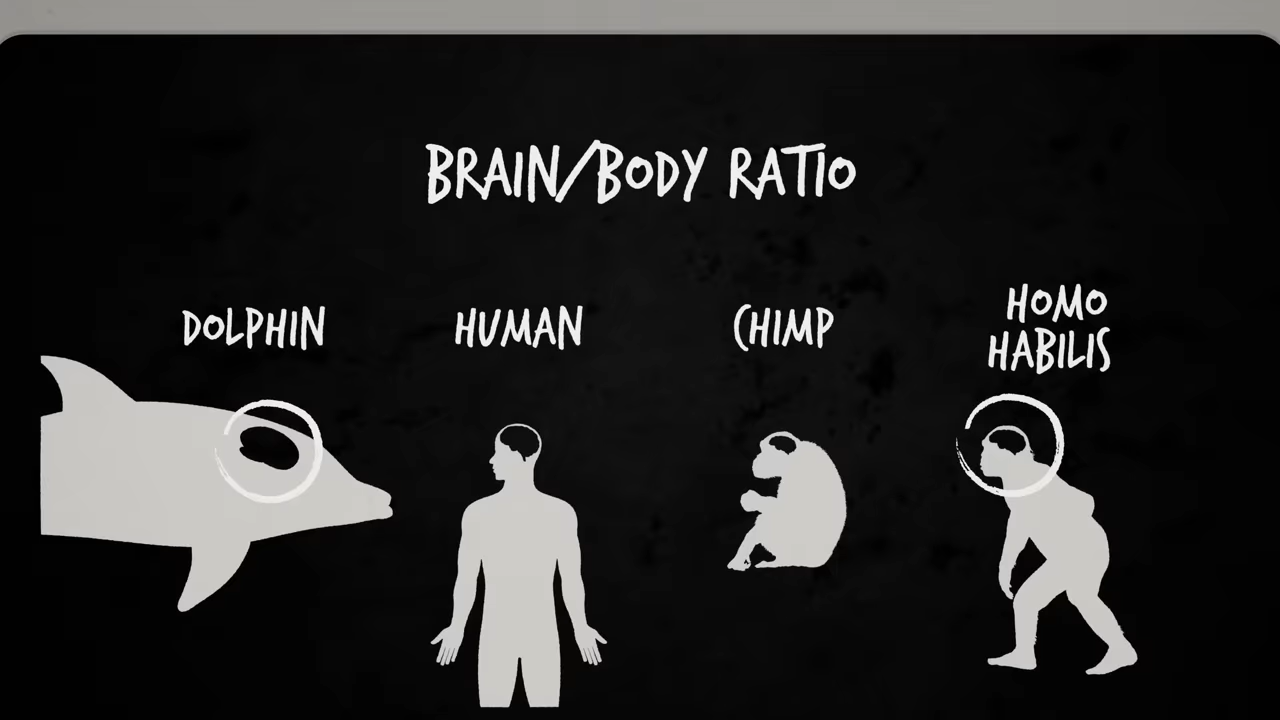 BRAIN/BODY RATIO
DOLPHIN
HUMAN
CHIMP
HOMO
HABILIS